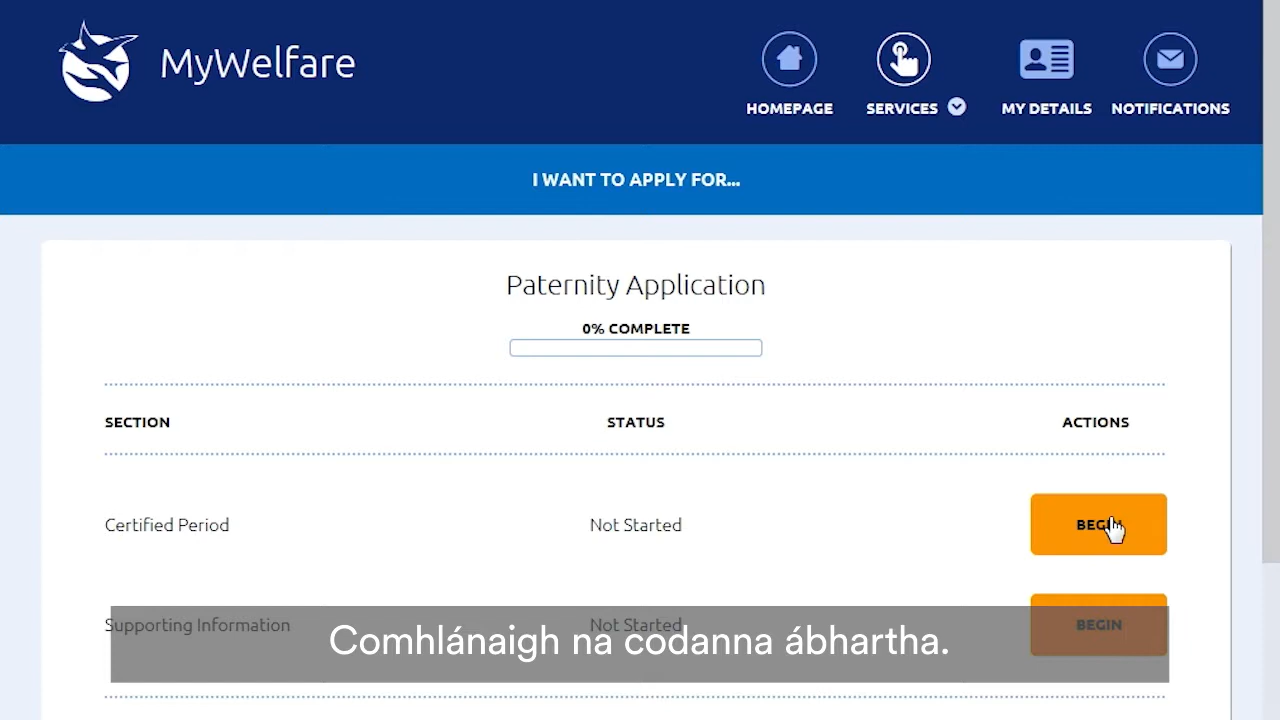 MyWelfare
HOMEPAGE
SERVICES
MY DETAILS
NOTIFICATIONS
I WANT TO APPLY FOR...
Paternity Application
0% COMPLETE
SECTION STATUS ACTIONS
Certified Period Not Started BEGIN
Supporting Information Not Started BEGIN
Comhlánaigh na codanna ábhartha.